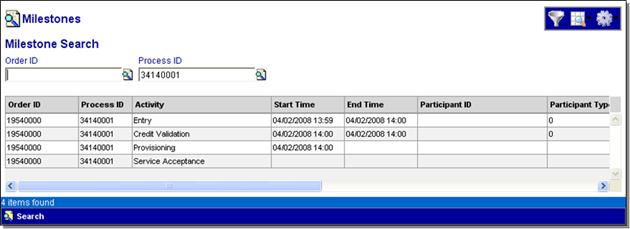 Milestones
Milestone Search
Order ID Process ID
34140001
Order ID Process ID Activity Start Time End Time Participant ID Participant Type
19540000 34140001 Entry 04/02/2008 13:59 04/02/2008 14:00 0
19540000 34140001 Credit Validation 04/02/2008 14:00 04/02/2008 14:00 0
19540000 34140001 Provisioning 04/02/2008 14:00
19540000 34140001 Service Acceptance
4 items found
Search